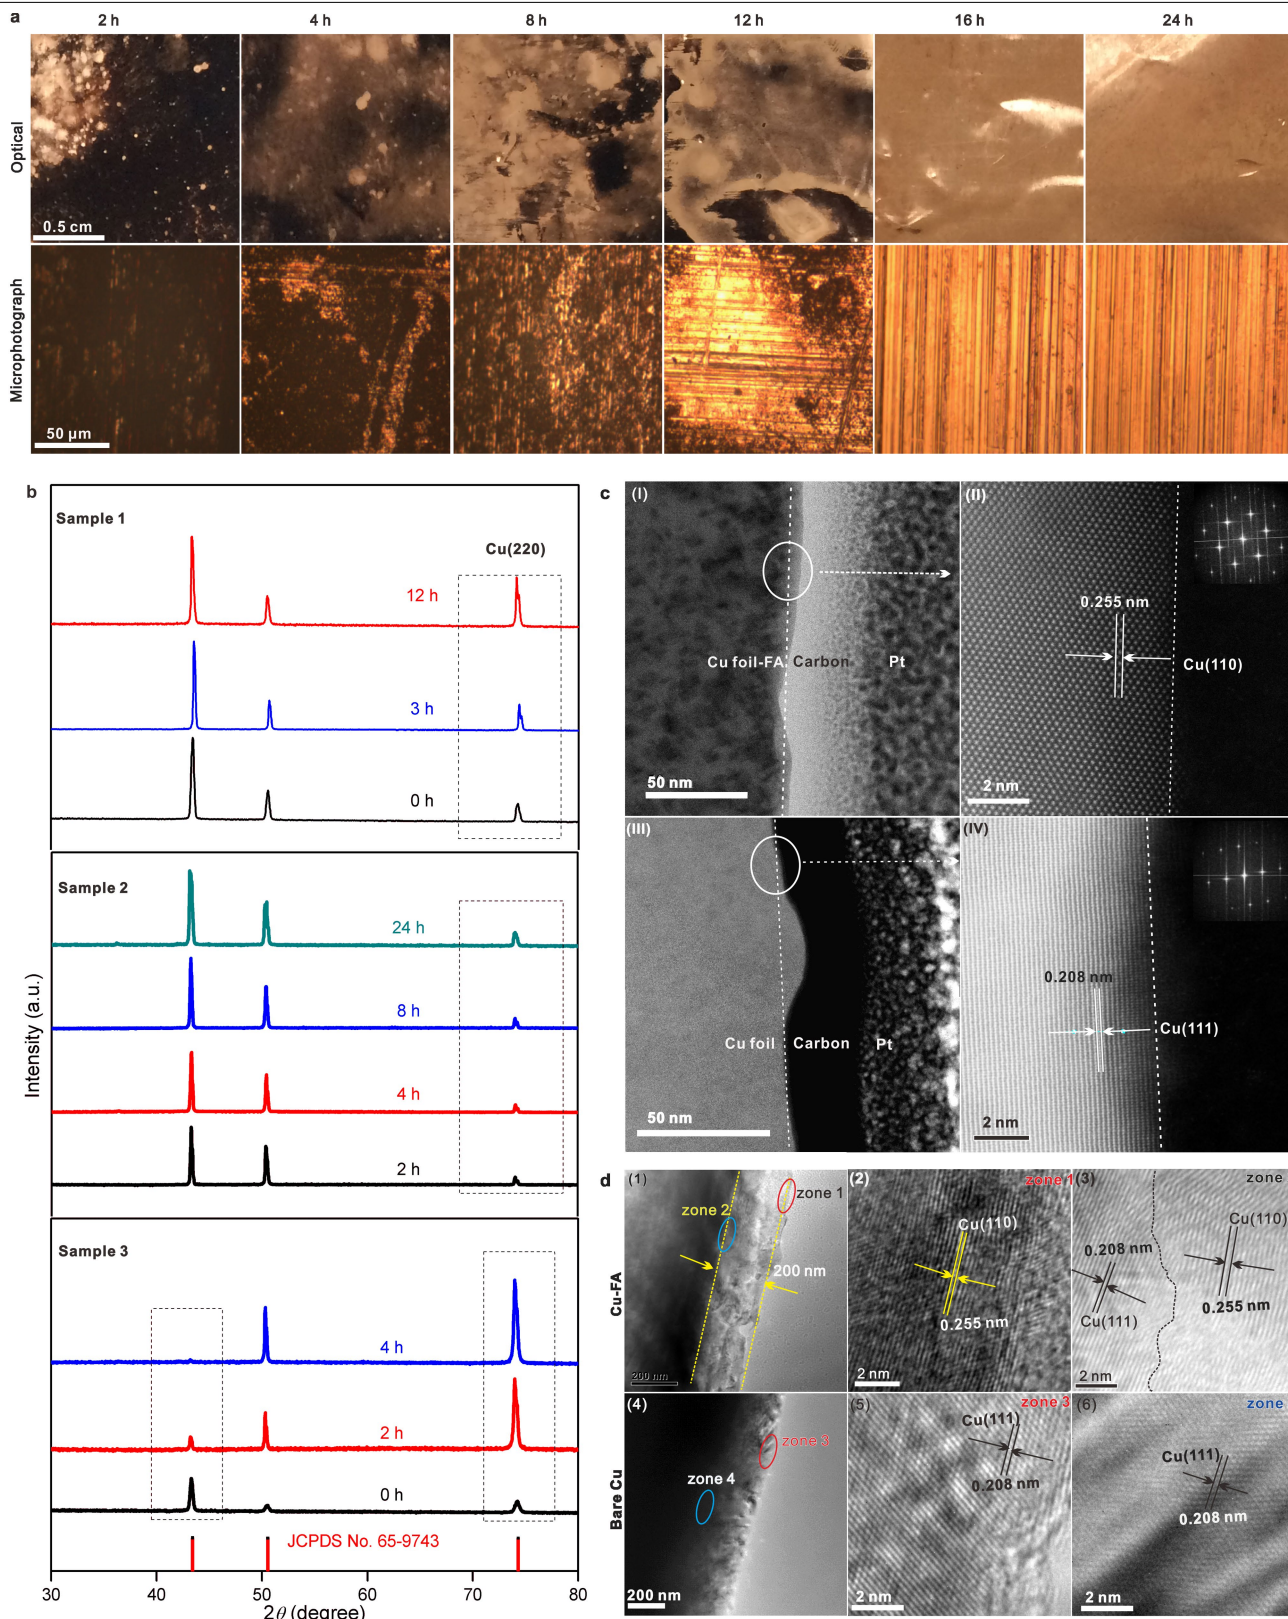 a
2 h 4 h 8 h 12 h 16 h 24 h
Optical
0.5 cm
Microphotograph
50 μm
b
Sample 1
Cu(220)
12 h
3 h
0 h
Sample 2
24 h
8 h
4 h
2 h
Sample 3
4 h
2 h
0 h
JCPDS No. 65-9743
Intensity (a.u.)
30 40 50 60 70 80
2θ (degree)
c
(I)
Cu foil-FA Carbon Pt
50 nm
(II)
0.255 nm
Cu(110)
2 nm
(III)
Cu foil Carbon Pt
50 nm
(IV)
0.208 nm
Cu(111)
2 nm
d
Cu-FA
(1)
zone 1
zone 2
200 nm
200 nm
(2)
zone 1
Cu(110)
0.255 nm
2 nm
(3)
zone
Cu(110)
0.208 nm
Cu(111)
0.255 nm
2 nm
Bare Cu
(4)
zone 3
zone 4
200 nm
(5)
zone 3
Cu(111)
0.208 nm
2 nm
(6)
zone
Cu(111)
0.208 nm
2 nm